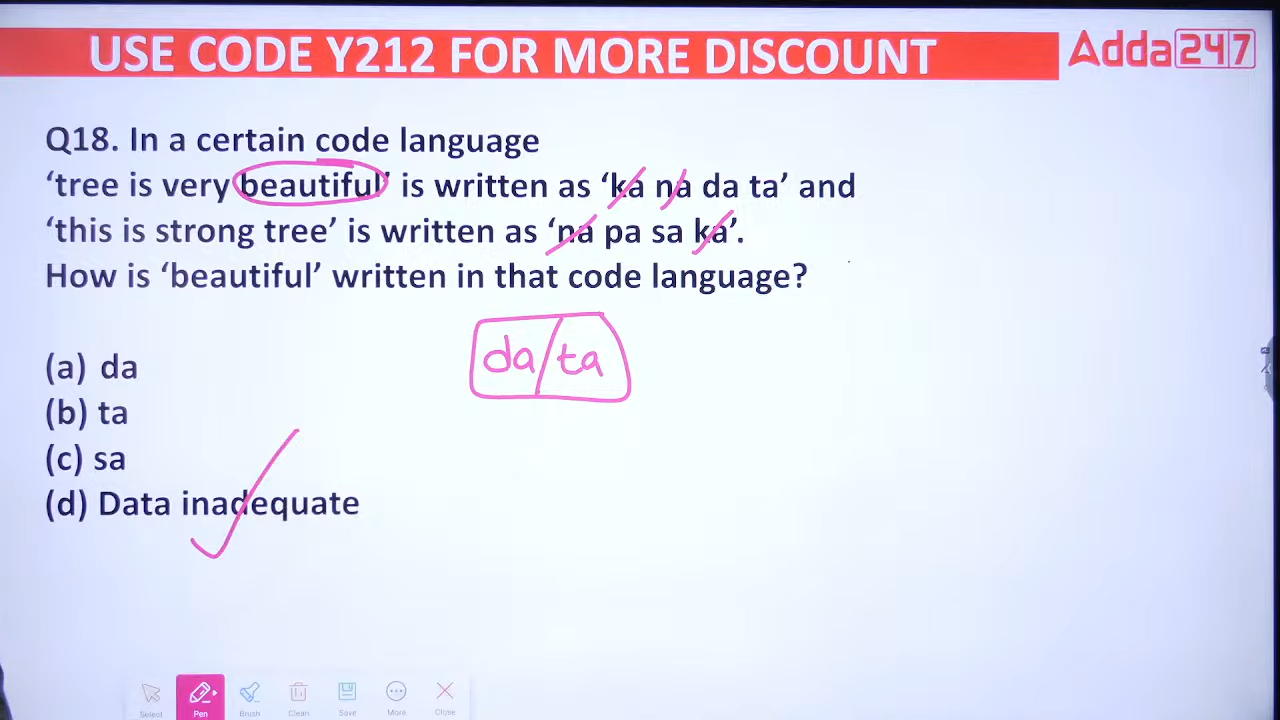 USE CODE Y212 FOR MORE DISCOUNT
Adda247
Q18. In a certain code language
‘tree is very beautiful’ is written as ‘ka na da ta’ and
‘this is strong tree’ is written as ‘na pa sa ka’.
How is ‘beautiful’ written in that code language?
da/ta
(a) da
(b) ta
(c) sa
(d) Data inadequate
Select Pen Brush Clean Save More Close